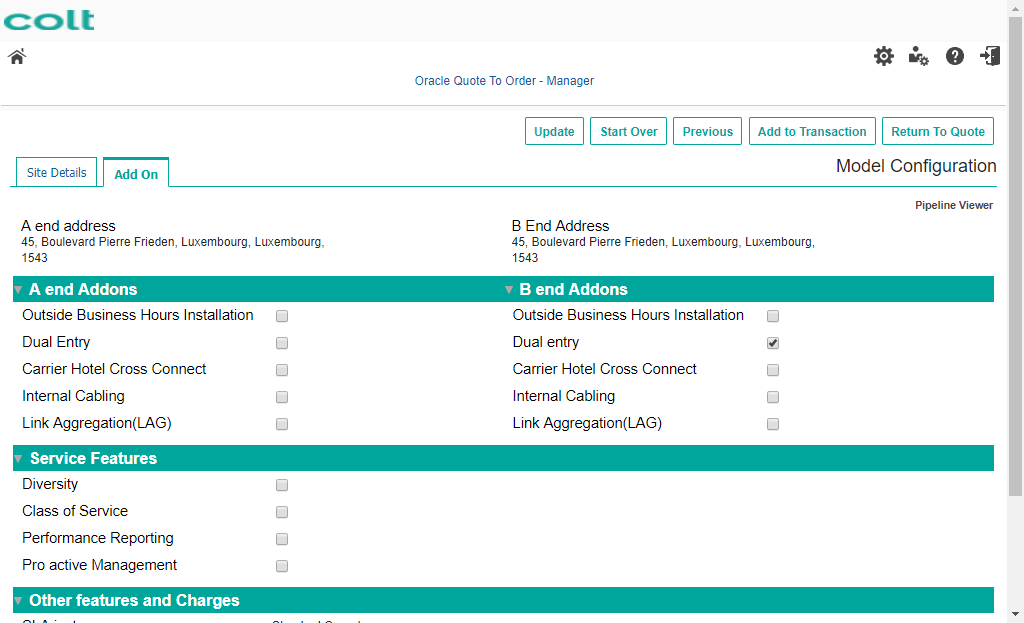 colt
Oracle Quote To Order - Manager
Update Start Over Previous Add to Transaction Return To Quote
Site Details Add On Model Configuration
Pipeline Viewer
A end address B End Address
45, Boulevard Pierre Frieden, Luxembourg, Luxembourg, 45, Boulevard Pierre Frieden, Luxembourg, Luxembourg,
1543 1543
A end Addons B end Addons
Outside Business Hours Installation Outside Business Hours Installation
Dual Entry Dual entry
Carrier Hotel Cross Connect Carrier Hotel Cross Connect
Internal Cabling Internal Cabling
Link Aggregation(LAG) Link Aggregation(LAG)
Service Features
Diversity
Class of Service
Performance Reporting
Pro active Management
Other features and Charges